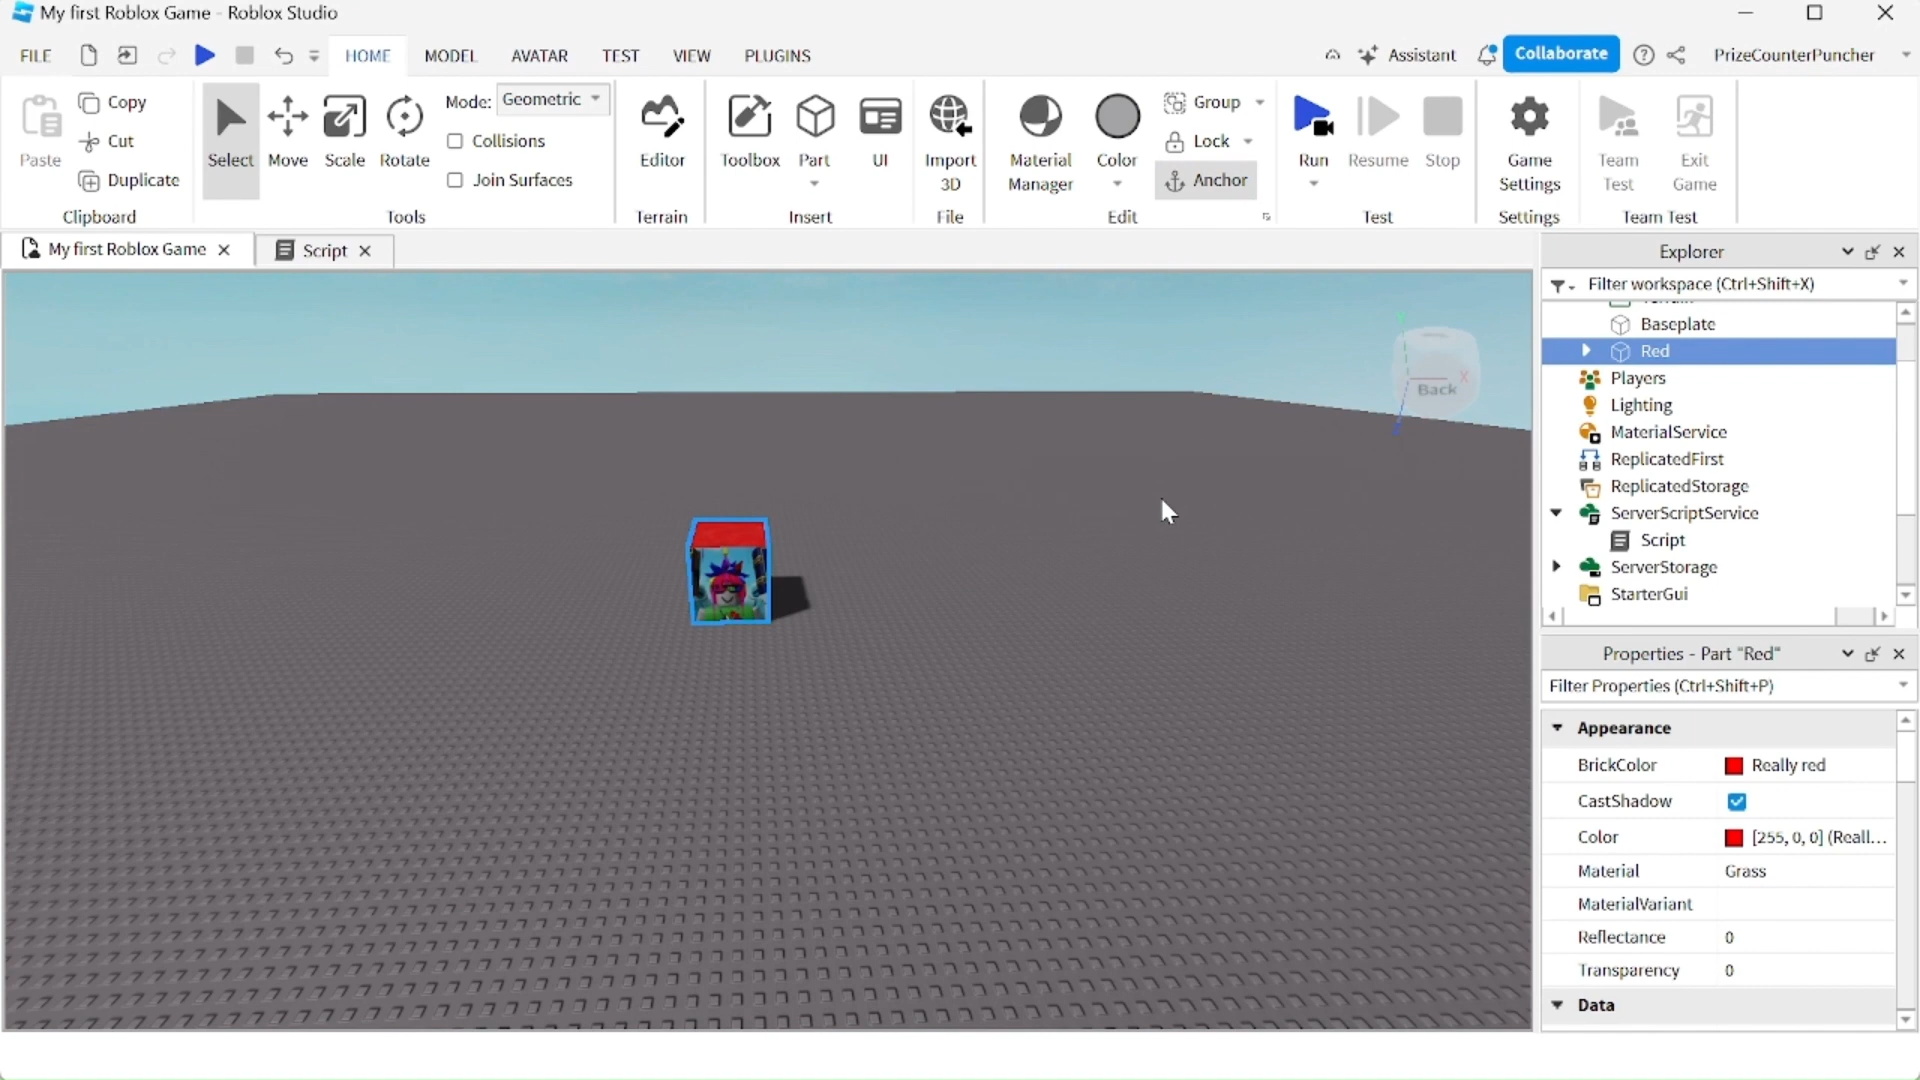 My first Roblox Game - Roblox Studio
FILE HOME MODEL AVATAR TEST VIEW PLUGINS Assistant Collaborate PrizeCounterPuncher
Paste Copy Cut Duplicate
Clipboard
Select Move Scale Rotate
Mode: Geometric
Collisions
Join Surfaces
Tools
Editor
Terrain
Toolbox Part UI
Insert
Import 3D
File
Material Manager
Color
Group
Lock
Anchor
Edit
Run Resume Stop
Test
Game Settings
Settings
Team Test
Exit Game
Team Test
My first Roblox Game Script
Back
X
Explorer
Filter workspace (Ctrl+Shift+X)
Baseplate
Red
Players
Lighting
MaterialService
ReplicatedFirst
ReplicatedStorage
ServerScriptService
Script
ServerStorage
StarterGui
Properties - Part "Red"
Filter Properties (Ctrl+Shift+P)
Appearance
BrickColor Really red
CastShadow
Color [255, 0, 0] (Reall...
Material Grass
MaterialVariant
Reflectance 0
Transparency 0
Data